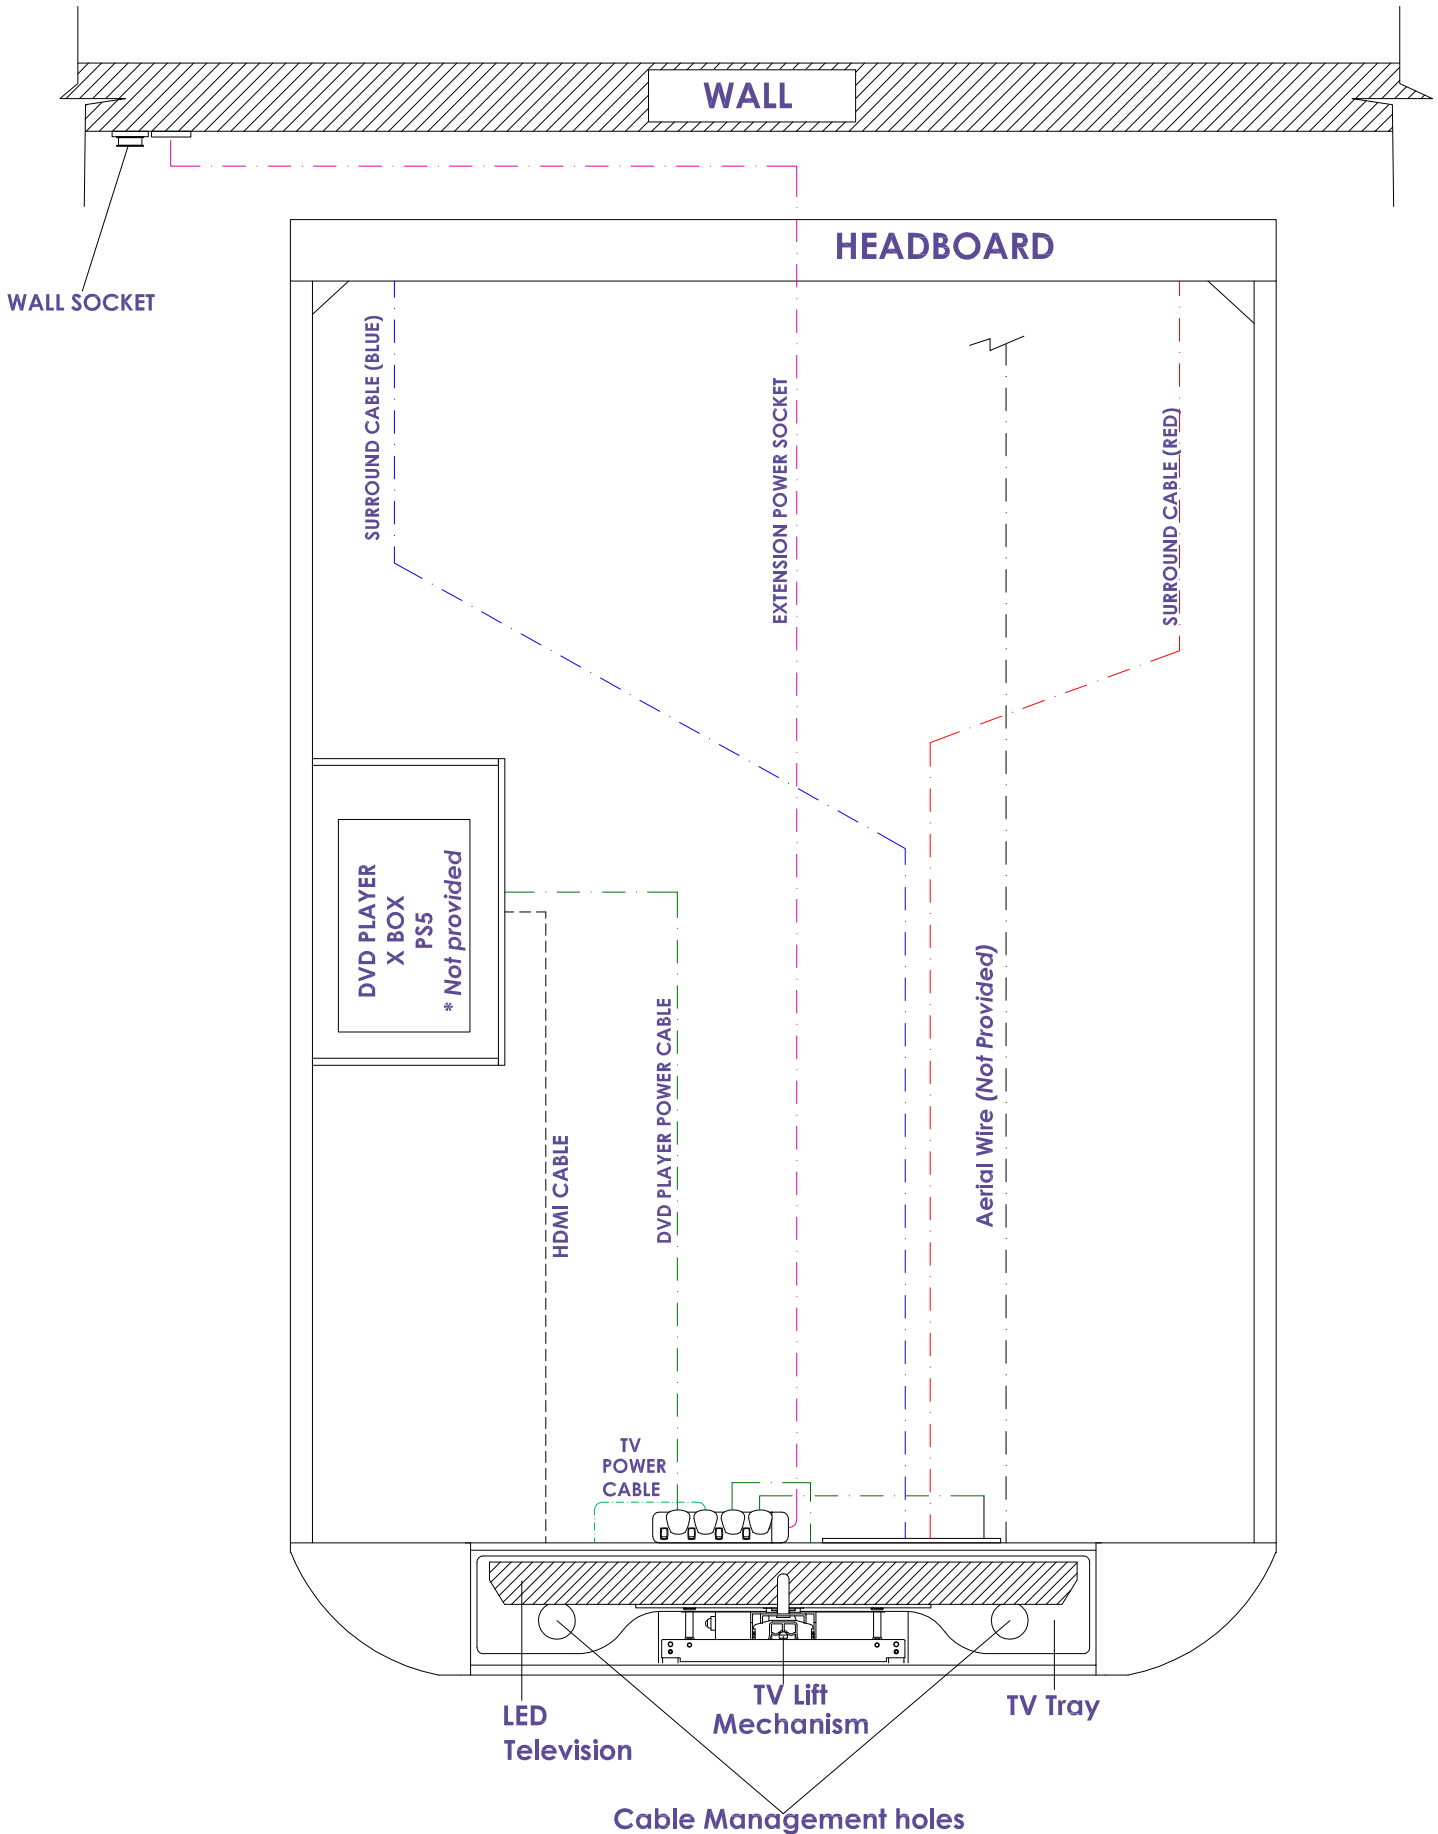 WALL
HEADBOARD
WALL SOCKET
SURROUND CABLE (BLUE)
EXTENSION POWER SOCKET
SURROUND CABLE (RED)
DVD PLAYER
X BOX
PS5
* Not provided
HDMI CABLE
DVD PLAYER POWER CABLE
Aerial Wire (Not Provided)
TV
POWER
CABLE
LED
Television
TV Lift
Mechanism
TV Tray
Cable Management holes